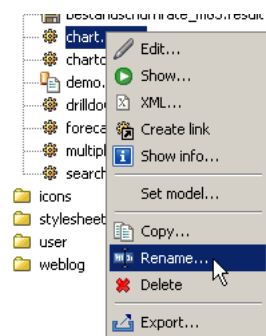 bestandschurnrate_m05.result
chart.
chartc
demo.
drilldo
foreca
multipl
search
icons
stylesheet
user
weblog
Edit...
Show...
XML...
Create link
Show info...
Set model...
Copy...
Rename...
Delete
Export...